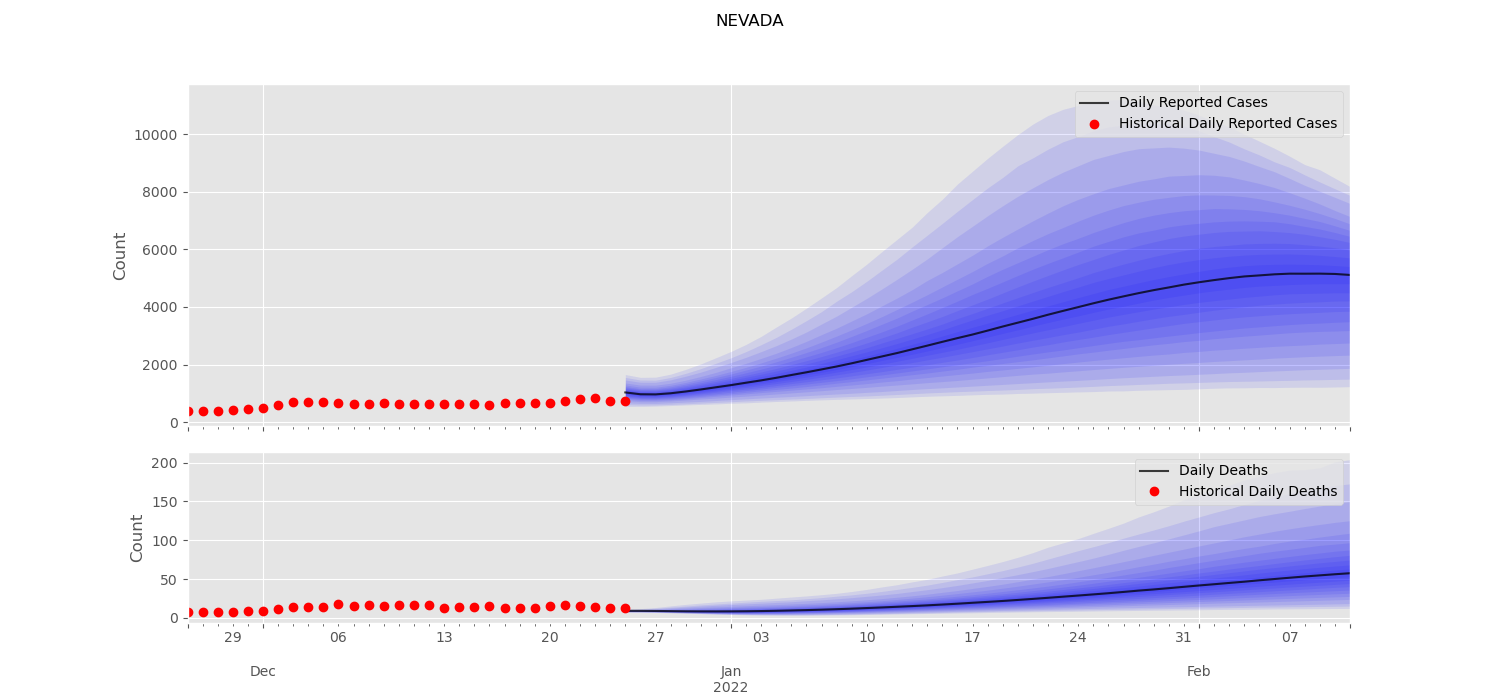 NEVADA
Daily Reported Cases
Historical Daily Reported Cases
Count
10000
8000
6000
4000
2000
0
Daily Deaths
Historical Daily Deaths
Count
200
150
100
50
0
29 06 13 20 27 03 10 17 24 31 07
Dec Jan Feb
2022